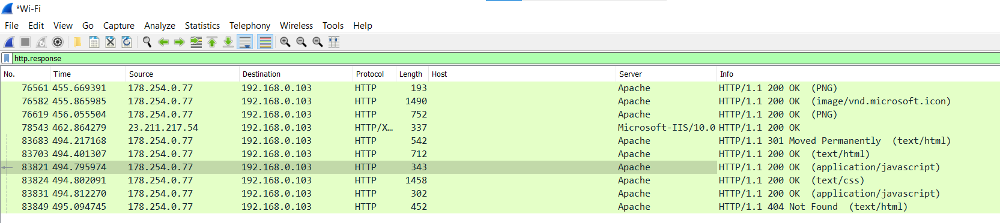 *Wi-Fi
File Edit View Go Capture Analyze Statistics Telephony Wireless Tools Help
http.response
No. Time Source Destination Protocol Length Host Server Info
76561 455.669391 178.254.0.77 192.168.0.103 HTTP 193 Apache HTTP/1.1 200 OK (PNG)
76582 455.865985 178.254.0.77 192.168.0.103 HTTP 1490 Apache HTTP/1.1 200 OK (image/vnd.microsoft.icon)
76619 456.055504 178.254.0.77 192.168.0.103 HTTP 752 Apache HTTP/1.1 200 OK (PNG)
78543 462.864279 23.211.217.54 192.168.0.103 HTTP/X… 337 Microsoft-IIS/10.0 HTTP/1.1 200 OK
83683 494.217168 178.254.0.77 192.168.0.103 HTTP 542 Apache HTTP/1.1 301 Moved Permanently (text/html)
83703 494.401307 178.254.0.77 192.168.0.103 HTTP 712 Apache HTTP/1.1 200 OK (text/html)
83821 494.795974 178.254.0.77 192.168.0.103 HTTP 343 Apache HTTP/1.1 200 OK (application/javascript)
83824 494.802091 178.254.0.77 192.168.0.103 HTTP 1458 Apache HTTP/1.1 200 OK (text/css)
83831 494.812270 178.254.0.77 192.168.0.103 HTTP 302 Apache HTTP/1.1 200 OK (application/javascript)
83849 495.094745 178.254.0.77 192.168.0.103 HTTP 452 Apache HTTP/1.1 404 Not Found (text/html)